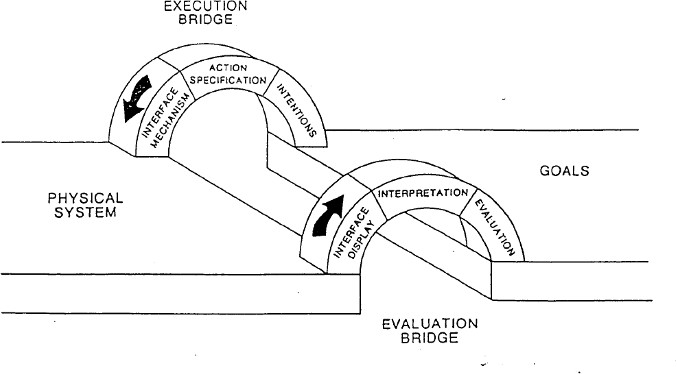 EXECUTION
BRIDGE
ACTION
SPECIFICATION
INTERFACE
MECHANISM
INTENTIONS
GOALS
PHYSICAL
SYSTEM
INTERPRETATION
INTERFACE
DISPLAY
EVALUATION
EVALUATION
BRIDGE